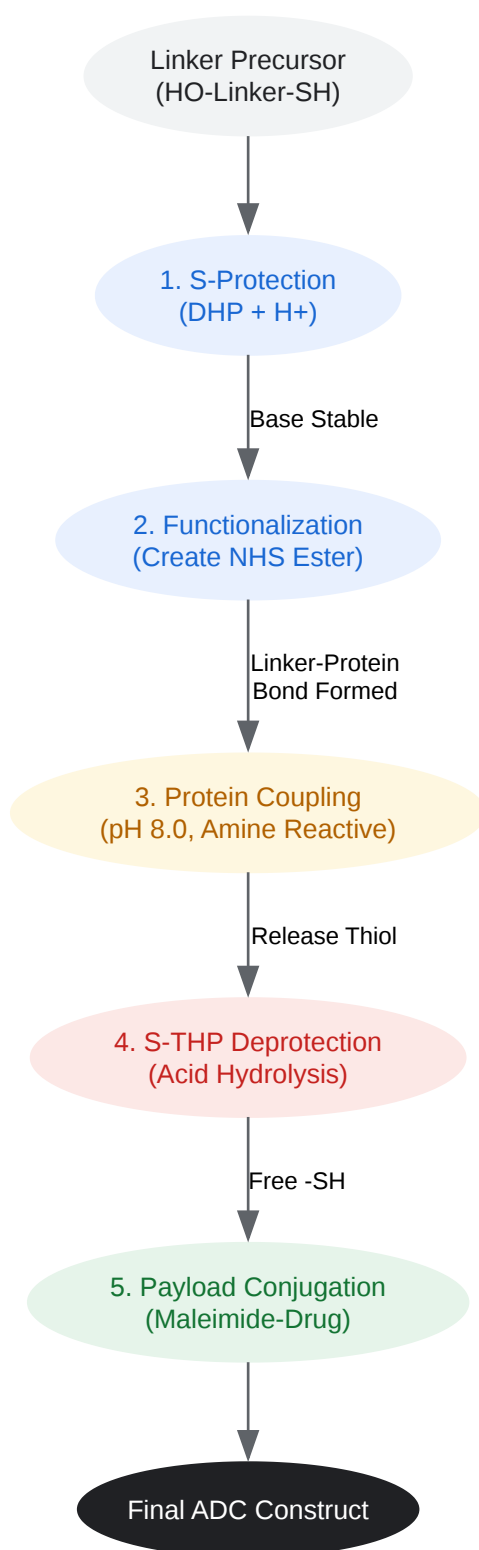 Linker Precursor
(HO-Linker-SH)
1. S-Protection
(DHP + H+)
Base Stable
2. Functionalization
(Create NHS Ester)
Linker-Protein
Bond Formed
3. Protein Coupling
(pH 8.0, Amine Reactive)
Release Thiol
4. S-THP Deprotection
(Acid Hydrolysis)
Free -SH
5. Payload Conjugation
(Maleimide-Drug)
Final ADC Construct